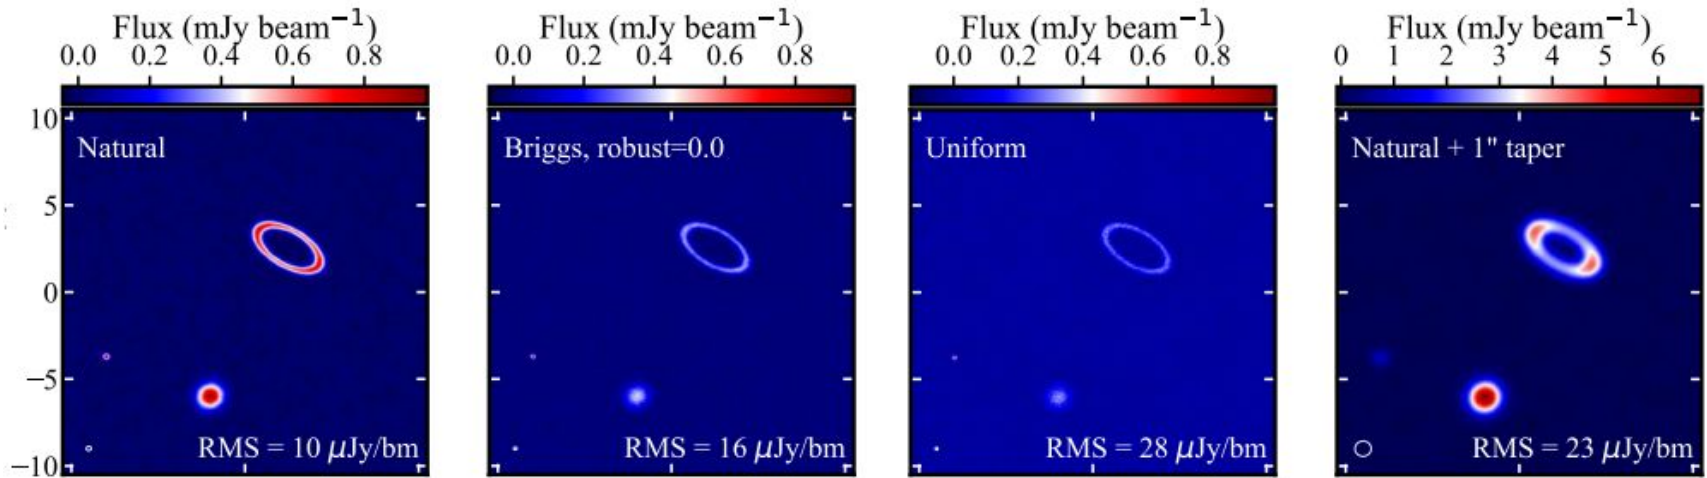 Flux (mJy beam⁻¹) Flux (mJy beam⁻¹) Flux (mJy beam⁻¹) Flux (mJy beam⁻¹)
0.0 0.2 0.4 0.6 0.8 0.0 0.2 0.4 0.6 0.8 0.0 0.2 0.4 0.6 0.8 0 1 2 3 4 5 6
10
Natural Briggs, robust=0.0 Uniform Natural + 1" taper
5
0
−5
RMS = 10 μJy/bm RMS = 16 μJy/bm RMS = 28 μJy/bm RMS = 23 μJy/bm
−10